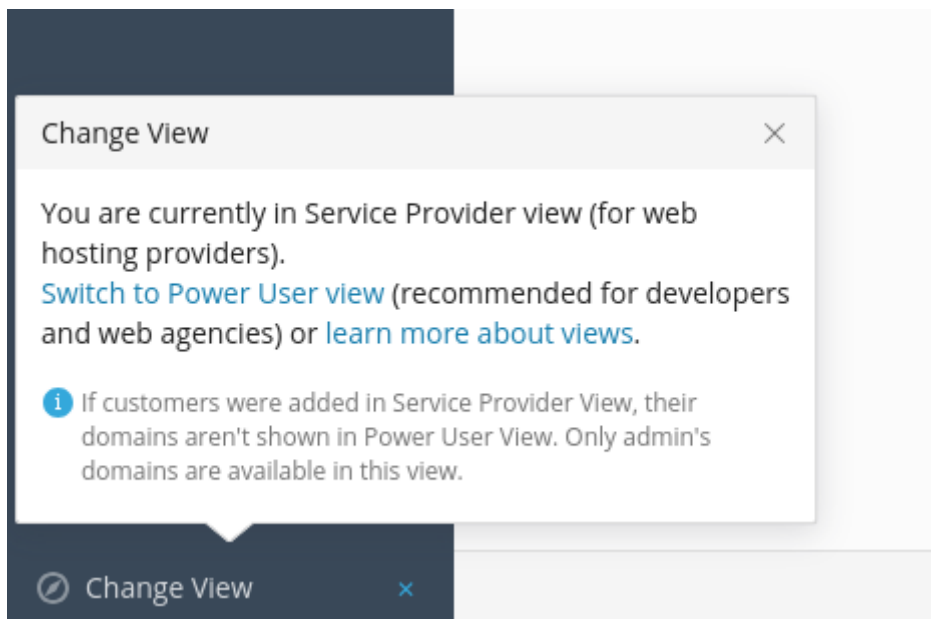 Change View
You are currently in Service Provider view (for web
hosting providers).
Switch to Power User view (recommended for developers
and web agencies) or learn more about views.
If customers were added in Service Provider View, their
domains aren't shown in Power User View. Only admin's
domains are available in this view.
Change View